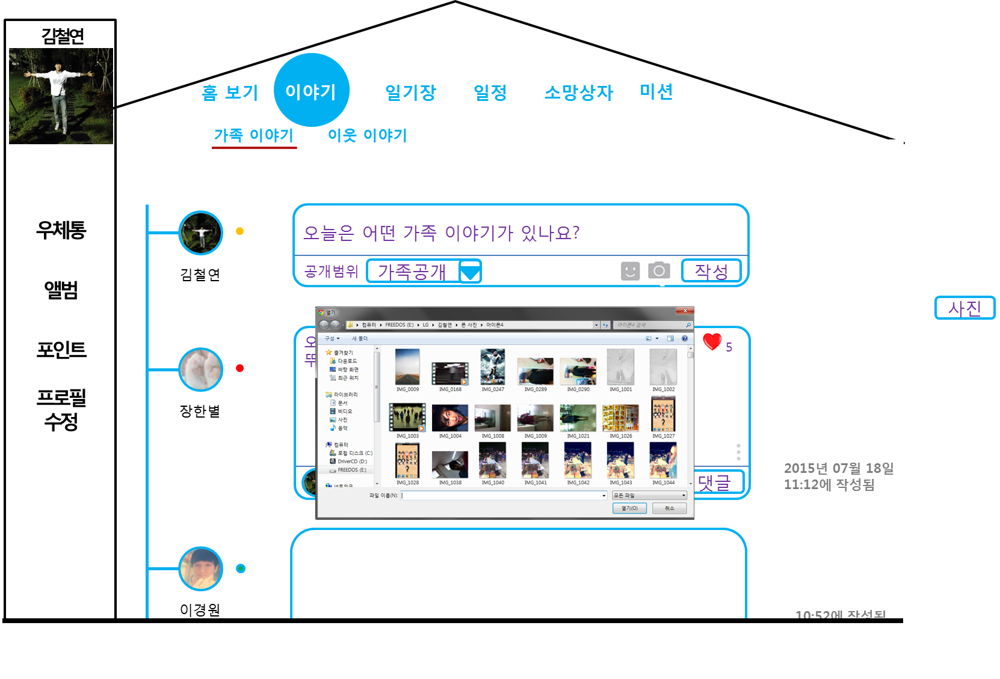 김철연
홈 보기
이야기
일기장
일정
소망상자
미션
가족 이야기
이웃 이야기
우체통
앨범
포인트
프로필
수정
김철연
오늘은 어떤 가족 이야기가 있나요?
공개범위
가족공개
작성
사진
열기
컴퓨터 ▸ FREEDOS (E:) ▸ LG ▸ 김철연 ▸ 폰 사진 ▸ 아이폰4
아이폰4 검색
구성
새 폴더
즐겨찾기
다운로드
바탕 화면
최근 위치
라이브러리
문서
비디오
사진
음악
컴퓨터
로컬 디스크 (C:)
DriverCD (D:)
FREEDOS (E:)
네트워크
IMG_0009 IMG_0168 IMG_0247 IMG_0289 IMG_0290 IMG_1001 IMG_1002
IMG_1003 IMG_1004 IMG_1008 IMG_1009 IMG_1021 IMG_1026 IMG_1027
IMG_1028 IMG_1038 IMG_1040 IMG_1041 IMG_1042 IMG_1043 IMG_1044
파일 이름(N):
모든 파일
열기(O)
취소
5
장한별
댓글
2015년 07월 18일
11:12에 작성됨
이경원
10:52에 작성됨